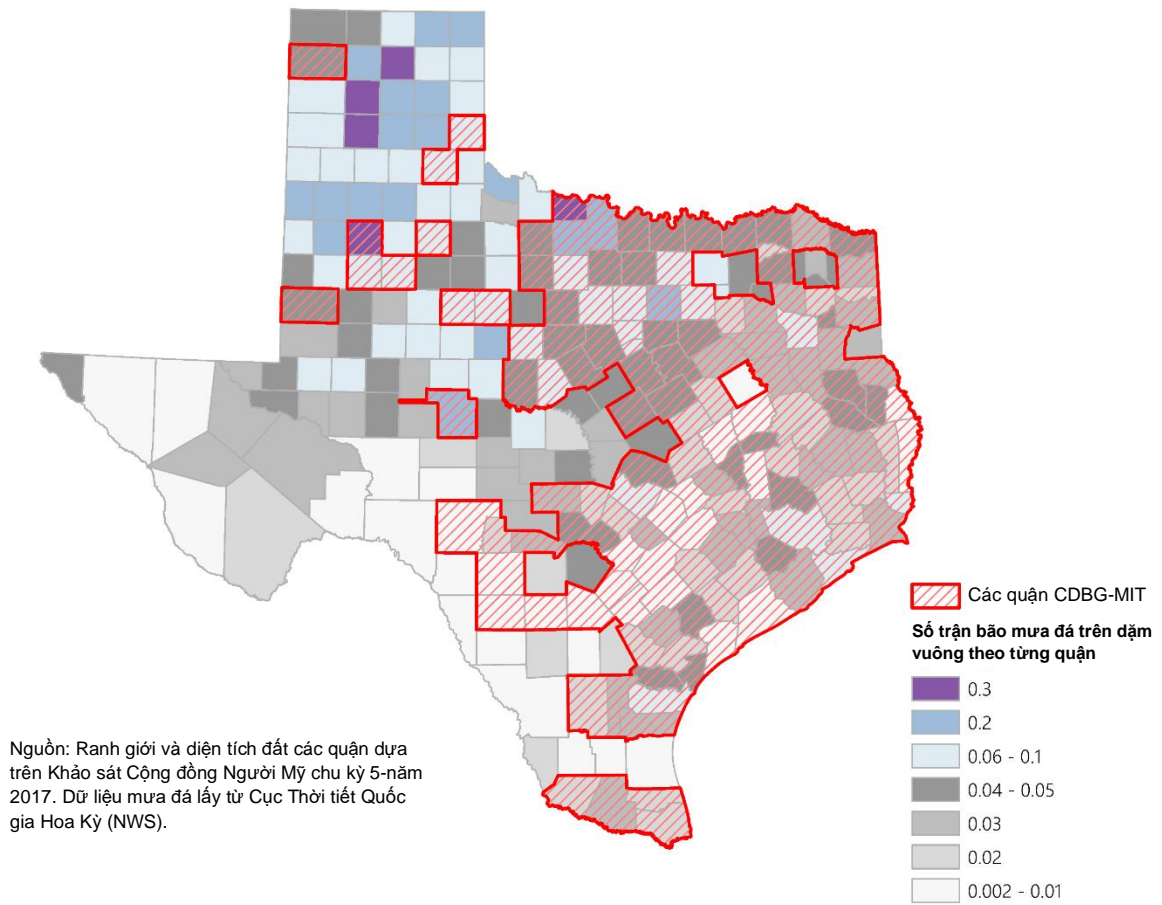 Các quận CDBG-MIT
Số trận bão mưa đá trên dặm
vuông theo từng quận
0.3
0.2
0.06 - 0.1
0.04 - 0.05
0.03
0.02
0.002 - 0.01
Nguồn: Ranh giới và diện tích đất các quận dựa
trên Khảo sát Cộng đồng Người Mỹ chu kỳ 5-năm
2017. Dữ liệu mưa đá lấy từ Cục Thời tiết Quốc
gia Hoa Kỳ (NWS).